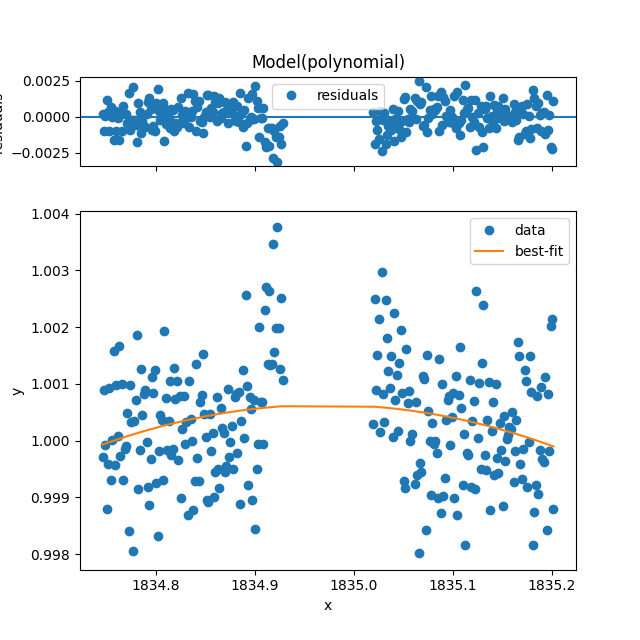 Model(polynomial)
0.0025
0.0000
−0.0025
residuals
residuals
1.004
1.003
1.002
1.001
1.000
0.999
0.998
y
data
best-fit
1834.8 1834.9 1835.0 1835.1 1835.2
x